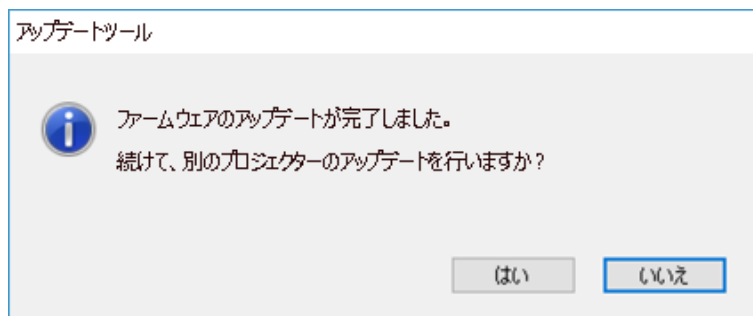 アップデートツール
ファームウェアのアップデートが完了しました。
続けて、別のプロジェクターのアップデートを行いますか?
はい
いいえ